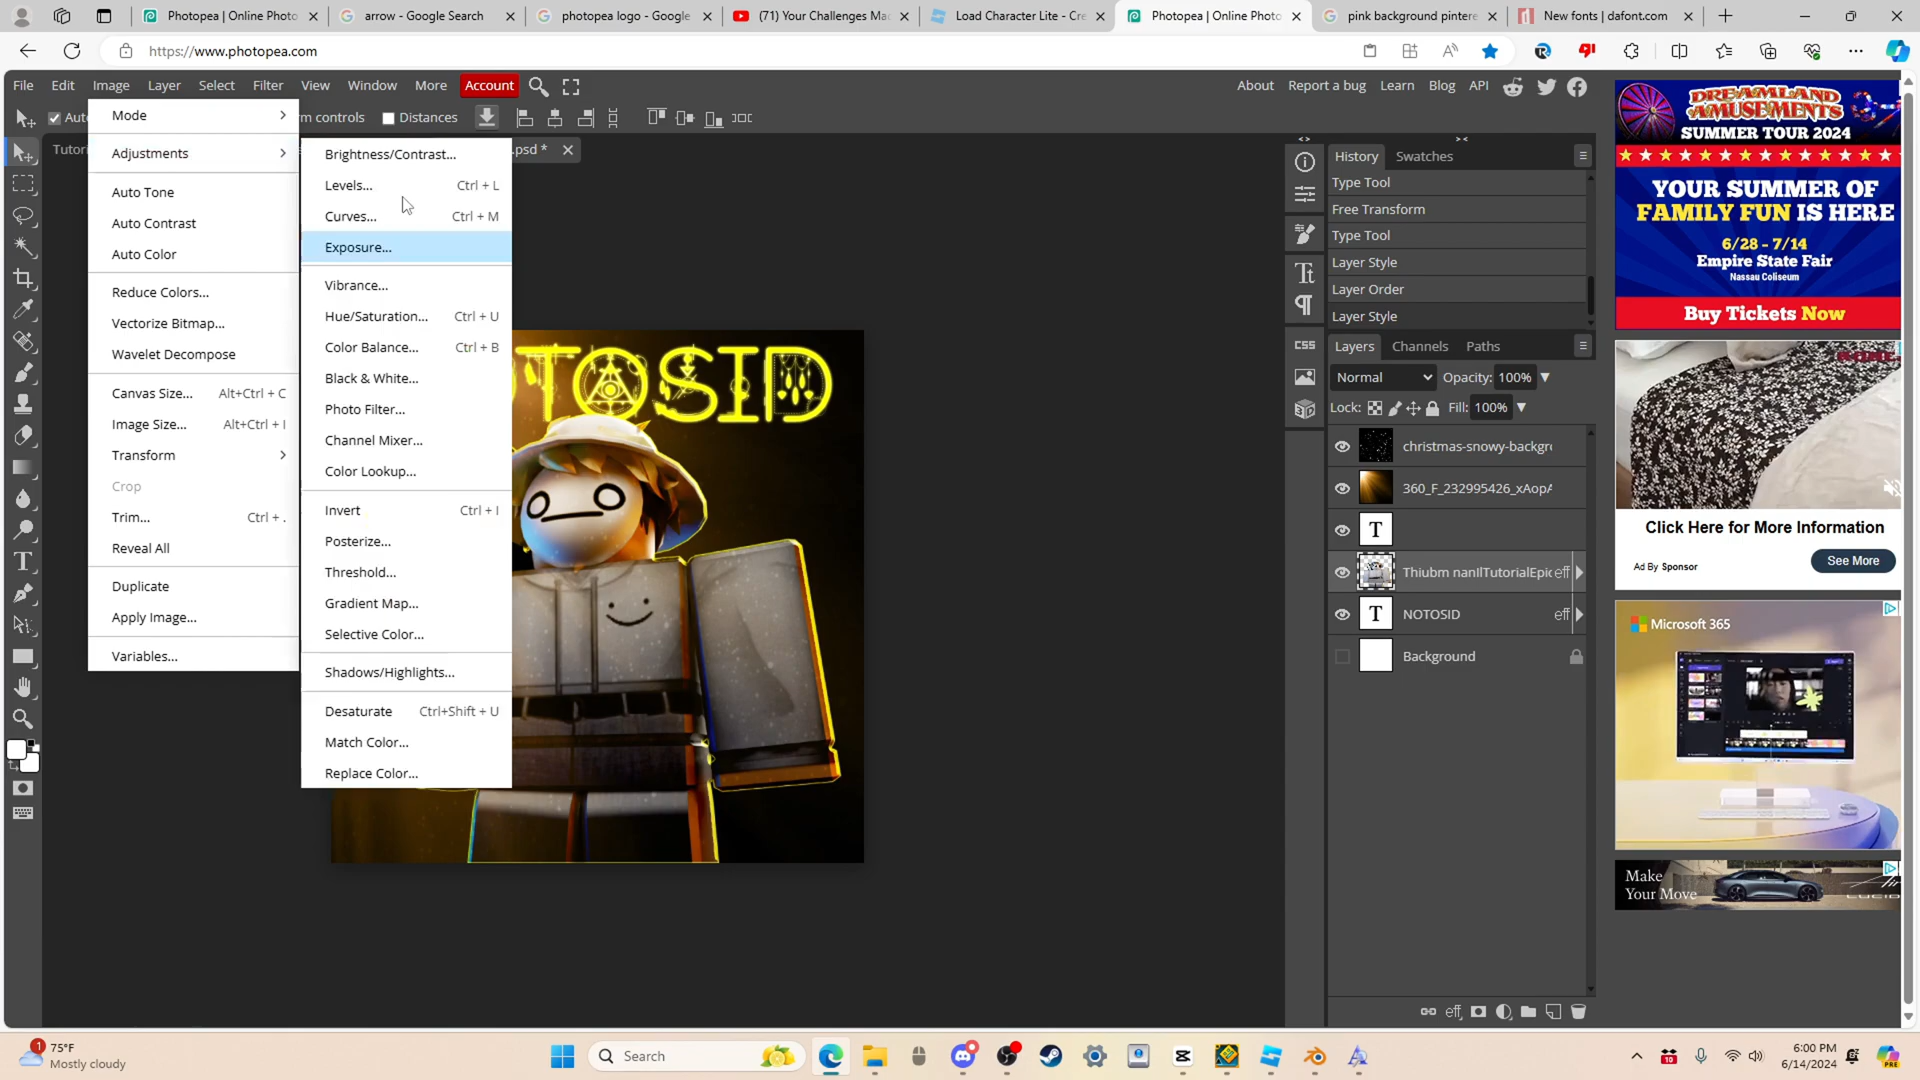 Photopea | Online Photo
arrow - Google Search
photopea logo - Google
(71) Your Challenges Ma
Load Character Lite - Cre
Photopea | Online Photo
pink background pintere
New fonts | dafont.com
https://www.photopea.com
File Edit Image Layer Select Filter View Window More Account
About Report a bug Learn Blog API
Distances
Tutori
.psd *
Mode
Adjustments
Auto Tone
Auto Contrast
Auto Color
Reduce Colors...
Vectorize Bitmap...
Wavelet Decompose
Canvas Size... Alt+Ctrl + C
Image Size... Alt+Ctrl + I
Transform
Crop
Trim... Ctrl + .
Reveal All
Duplicate
Apply Image...
Variables...
Brightness/Contrast...
Levels... Ctrl + L
Curves... Ctrl + M
Exposure...
Vibrance...
Hue/Saturation... Ctrl + U
Color Balance... Ctrl + B
Black & White...
Photo Filter...
Channel Mixer...
Color Lookup...
Invert Ctrl + I
Posterize...
Threshold...
Gradient Map...
Selective Color...
Shadows/Highlights...
Desaturate Ctrl+Shift + U
Match Color...
Replace Color...
OTOSID
History Swatches
Type Tool
Free Transform
Type Tool
Layer Style
Layer Order
Layer Style
Layers Channels Paths
Normal Opacity: 100%
Lock: Fill: 100%
christmas-snowy-backgr
360_F_232995426_xAopA
Thiubm nanIlTutorialEpic eff
NOTOSID eff
Background
CSS
DREAMLAND
AMUSEMENTS
SUMMER TOUR 2024
YOUR SUMMER OF
FAMILY FUN IS HERE
6/28 - 7/14
Empire State Fair
Nassau Coliseum
Buy Tickets Now
Click Here for More Information
Ad By Sponsor
See More
Microsoft 365
Make
Your Move
75°F
Mostly cloudy
Search
6:00 PM
6/14/2024